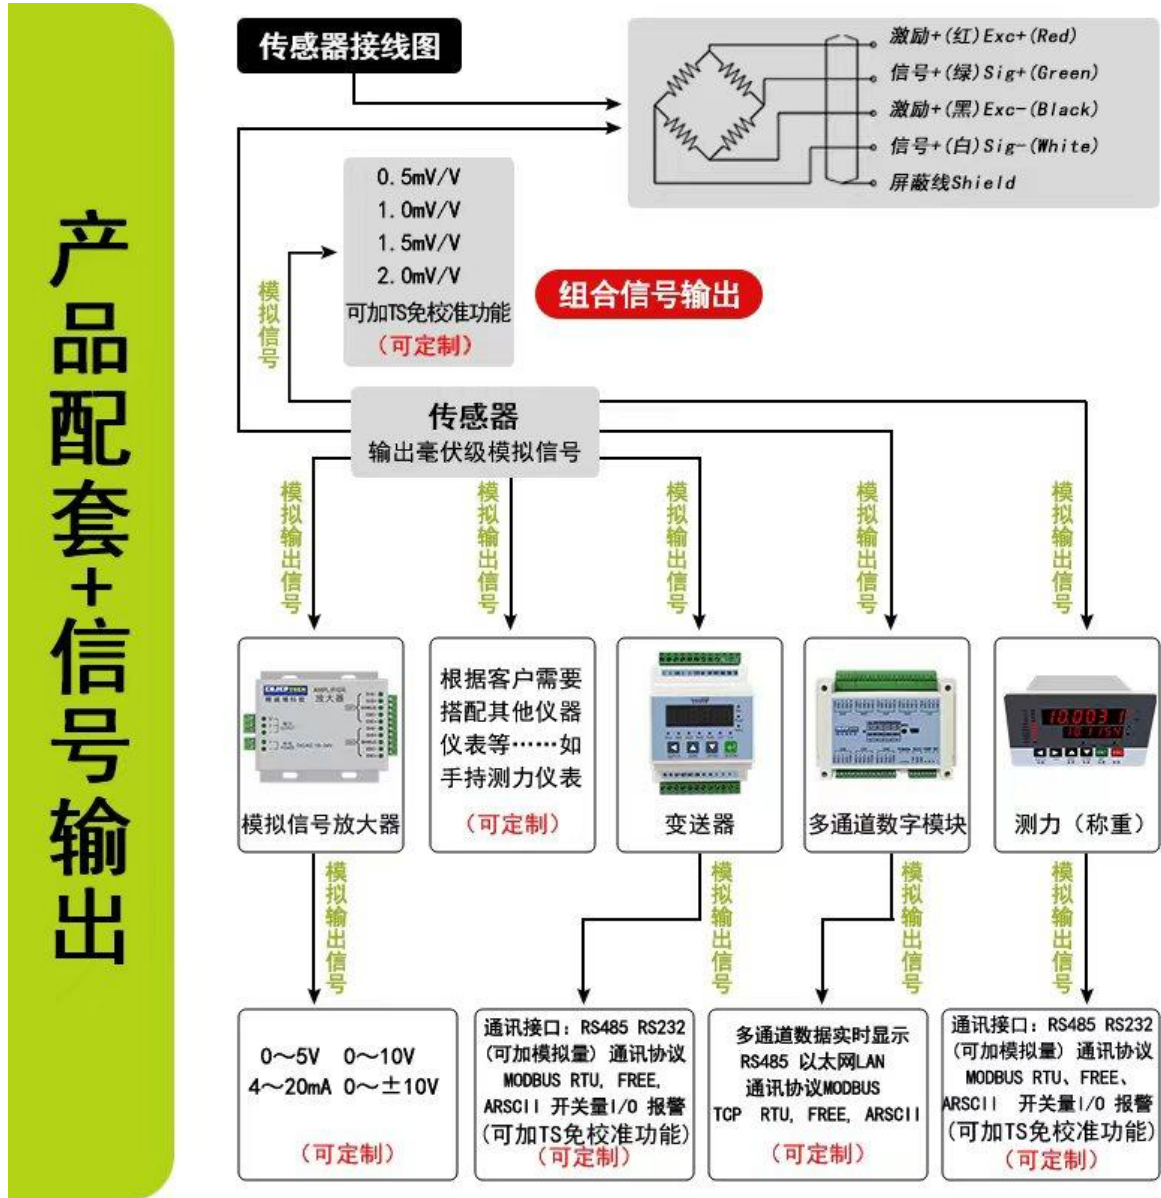 产品配套+信号输出
传感器接线图
激励+(红)Exc+(Red)
信号+(绿)Sig+(Green)
激励+(黑)Exc-(Black)
信号+(白)Sig-(White)
屏蔽线Shield
0.5mV/V
1.0mV/V
1.5mV/V
2.0mV/V
可加TS免校准功能
(可定制)
组合信号输出
模拟信号
传感器
输出毫伏级模拟信号
模拟输出信号
模拟输出信号
模拟输出信号
模拟输出信号
模拟输出信号
AMPLIFIER
放大器
模拟信号放大器
根据客户需要
搭配其他仪器
仪表等……如
手持测力仪表
(可定制)
变送器
多通道数字模块
10.0031
测力（称重）
模拟输出信号
模拟输出信号
模拟输出信号
模拟输出信号
0～5V 0～10V
4～20mA 0～±10V
(可定制)
通讯接口：RS485 RS232
(可加模拟量) 通讯协议
MODBUS RTU, FREE,
ARSCII 开关量I/O 报警
(可加TS免校准功能)
(可定制)
多通道数据实时显示
RS485 以太网LAN
通讯协议MODBUS
TCP RTU, FREE, ARSCII
(可定制)
通讯接口：RS485 RS232
(可加模拟量) 通讯协议
MODBUS RTU、FREE、
ARSCII 开关量I/O 报警
(可加TS免校准功能)
(可定制)